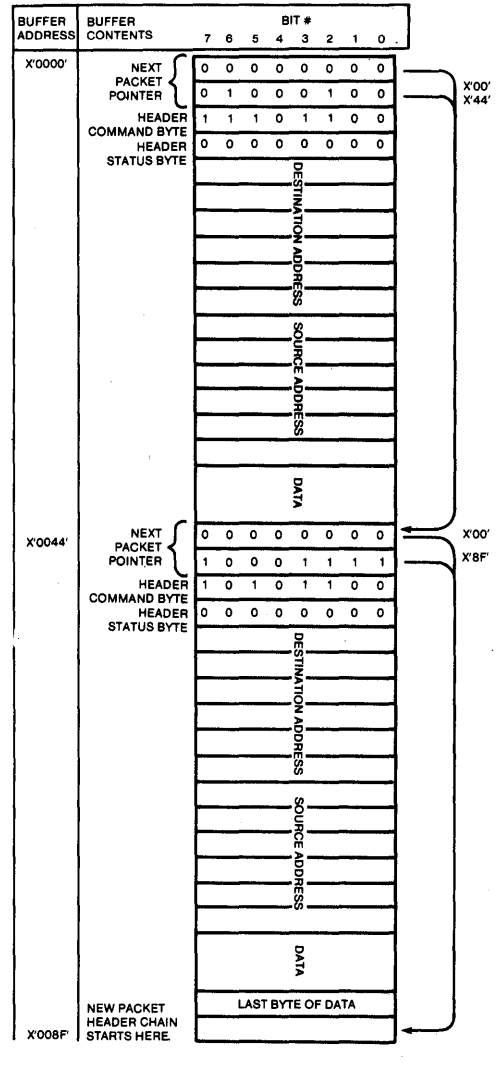 BUFFER ADDRESS
BUFFER CONTENTS
BIT #
7 6 5 4 3 2 1 0
X'0000'
NEXT PACKET POINTER
0 0 0 0 0 0 0 0
X'00'
0 1 0 0 0 1 0 0
X'44'
HEADER COMMAND BYTE
1 1 1 0 1 1 0 0
HEADER STATUS BYTE
0 0 0 0 0 0 0 0
DESTINATION ADDRESS
SOURCE ADDRESS
DATA
X'0044'
NEXT PACKET POINTER
0 0 0 0 0 0 0 0
X'00'
1 0 0 0 1 1 1 1
X'8F'
HEADER COMMAND BYTE
1 0 1 0 1 1 0 0
HEADER STATUS BYTE
0 0 0 0 0 0 0 0
DESTINATION ADDRESS
SOURCE ADDRESS
DATA
LAST BYTE OF DATA
X'008F'
NEW PACKET HEADER CHAIN STARTS HERE.